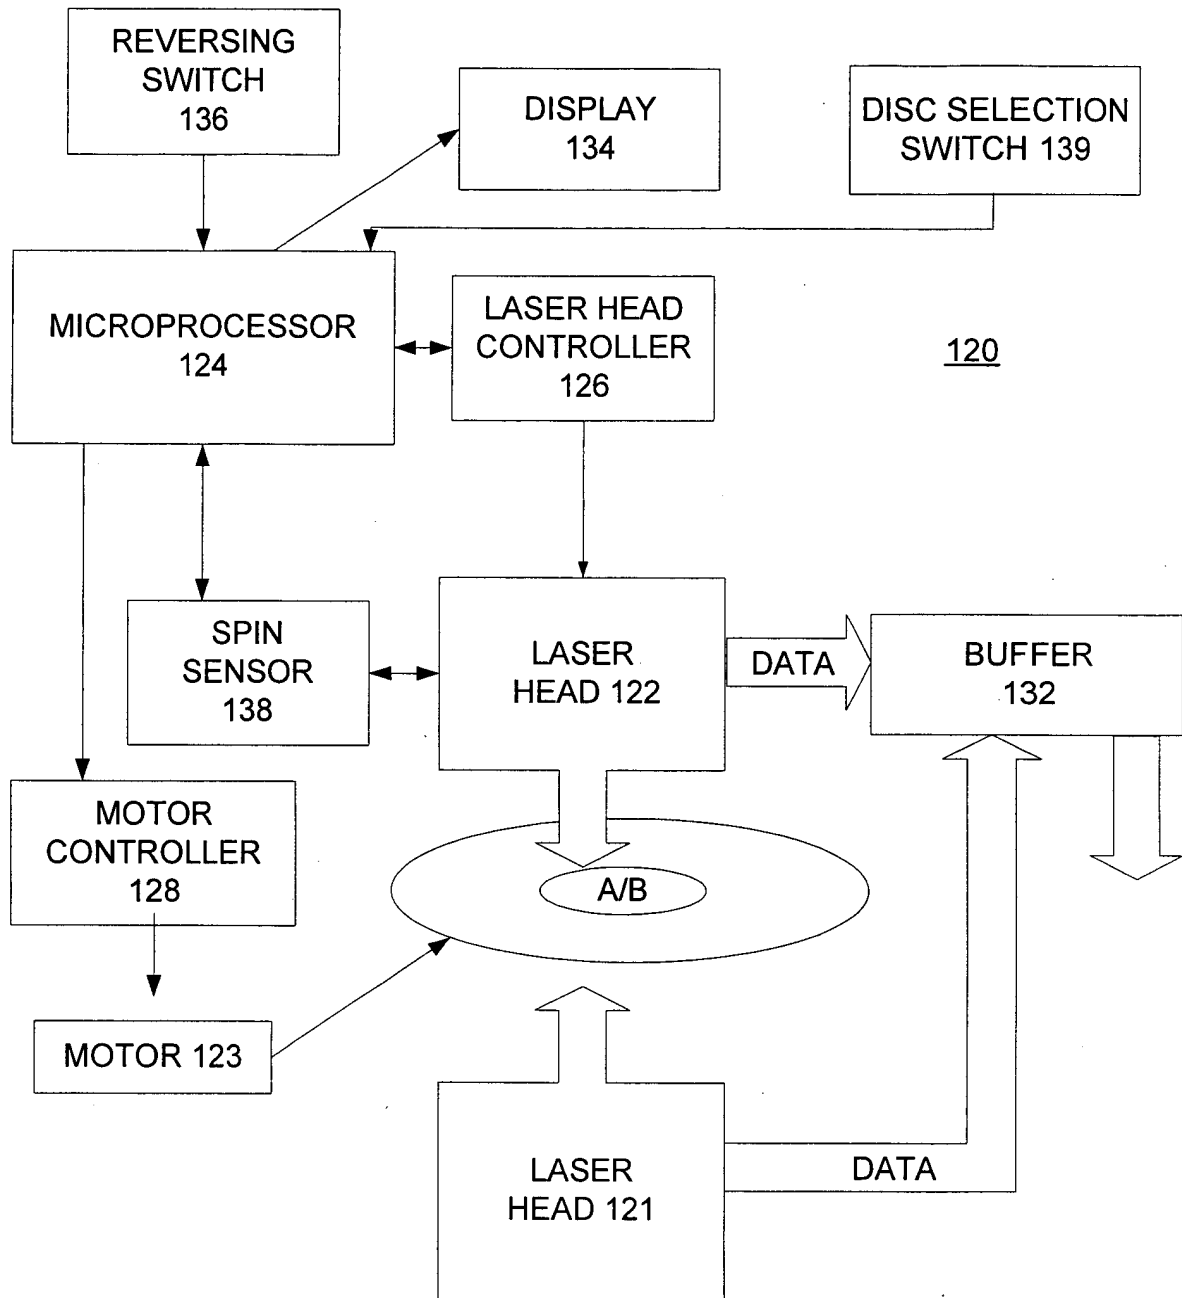 REVERSING
SWITCH
136
DISPLAY
134
DISC SELECTION
SWITCH 139
MICROPROCESSOR
124
LASER HEAD
CONTROLLER
126
120
SPIN
SENSOR
138
LASER
HEAD 122
DATA
BUFFER
132
MOTOR
CONTROLLER
128
A/B
MOTOR 123
LASER
HEAD 121
DATA